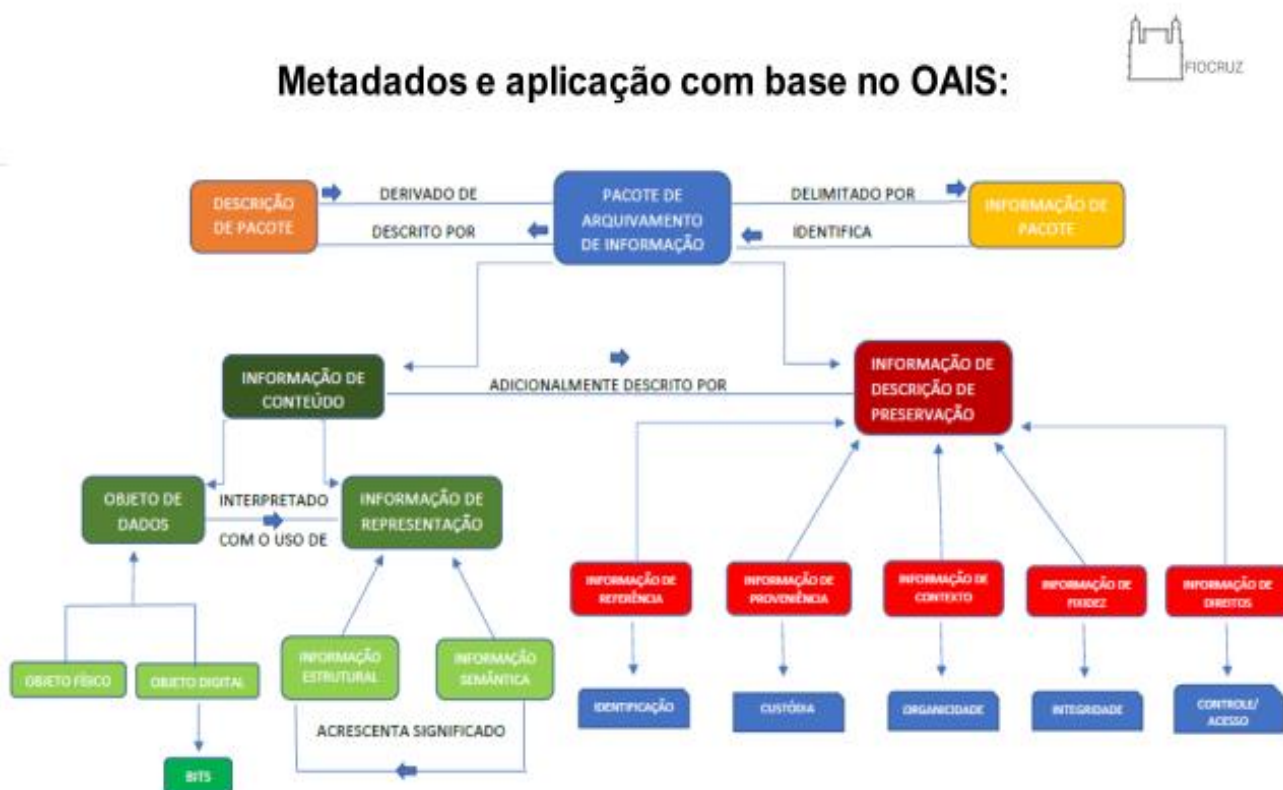 FIOCRUZ
Metadados e aplicação com base no OAIS:
DESCRIÇÃO
DE PACOTE
DERIVADO DE
DESCRITO POR
PACOTE DE
ARQUIVAMENTO
DE INFORMAÇÃO
DELIMITADO POR
IDENTIFICA
INFORMAÇÃO DE
PACOTE
INFORMAÇÃO DE
CONTEÚDO
ADICIONALMENTE DESCRITO POR
INFORMAÇÃO DE
DESCRIÇÃO DE
PRESERVAÇÃO
OBJETO DE
DADOS
INTERPRETADO
COM O USO DE
INFORMAÇÃO DE
REPRESENTAÇÃO
INFORMAÇÃO DE
REFERÊNCIA
INFORMAÇÃO DE
PROVENIÊNCIA
INFORMAÇÃO DE
CONTEXTO
INFORMAÇÃO DE
FIXIDEZ
INFORMAÇÃO DE
DIREITOS
OBJETO FÍSICO
OBJETO DIGITAL
INFORMAÇÃO
ESTRUTURAL
INFORMAÇÃO
SEMÂNTICA
IDENTIFICAÇÃO
CUSTÓDIA
ORGANICIDADE
INTEGRIDADE
CONTROLE/
ACESSO
ACRESCENTA SIGNIFICADO
BITS